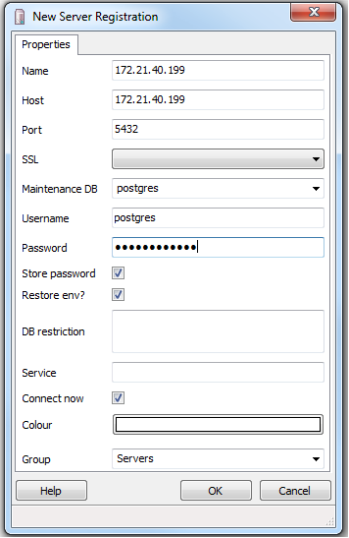 New Server Registration
Properties
Name 172.21.40.199
Host 172.21.40.199
Port 5432
SSL
Maintenance DB postgres
Username postgres
Password ••••••••••••
Store password
Restore env?
DB restriction
Service
Connect now
Colour
Group Servers
Help OK Cancel